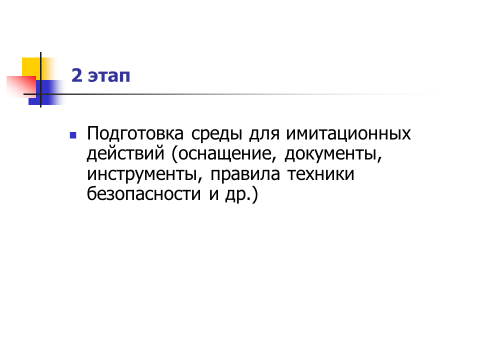 2 этап
Подготовка среды для имитационных
действий (оснащение, документы,
инструменты, правила техники
безопасности и др.)